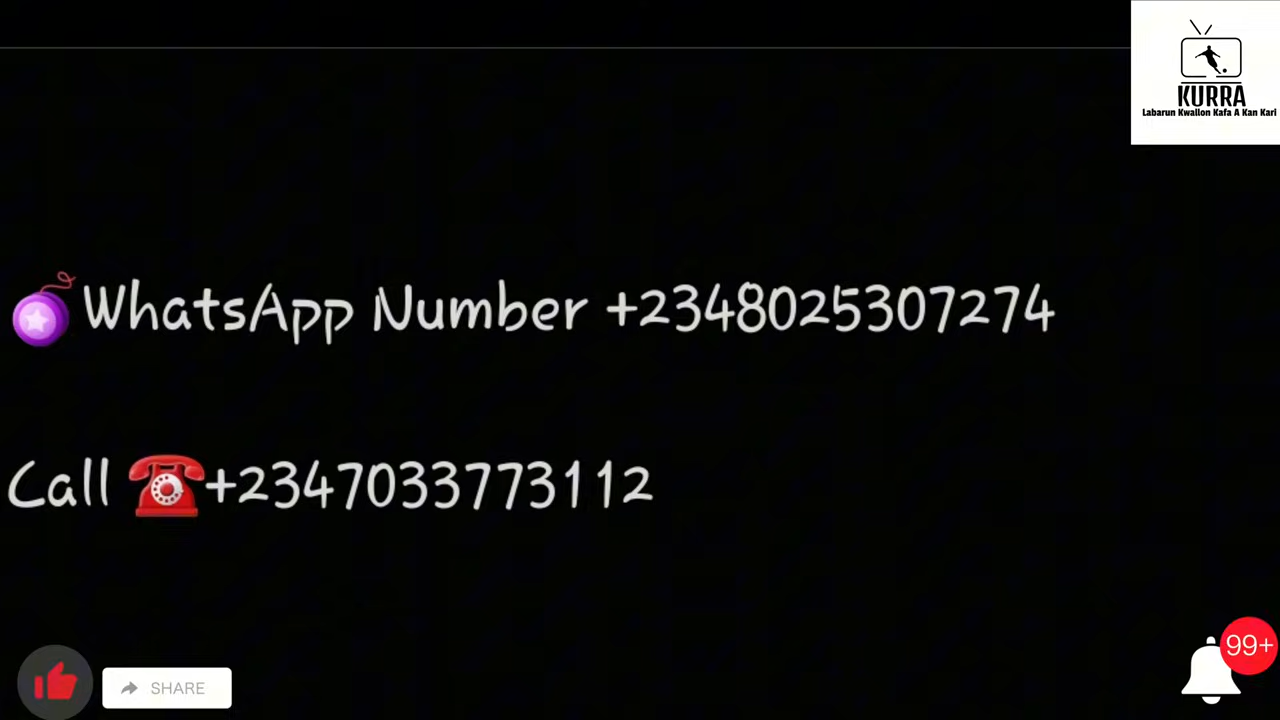 KURRA
Labarun Kwallon Kafa A Kan Kari
WhatsApp Number +2348025307274
Call ☎+2347033773112
SHARE
99+